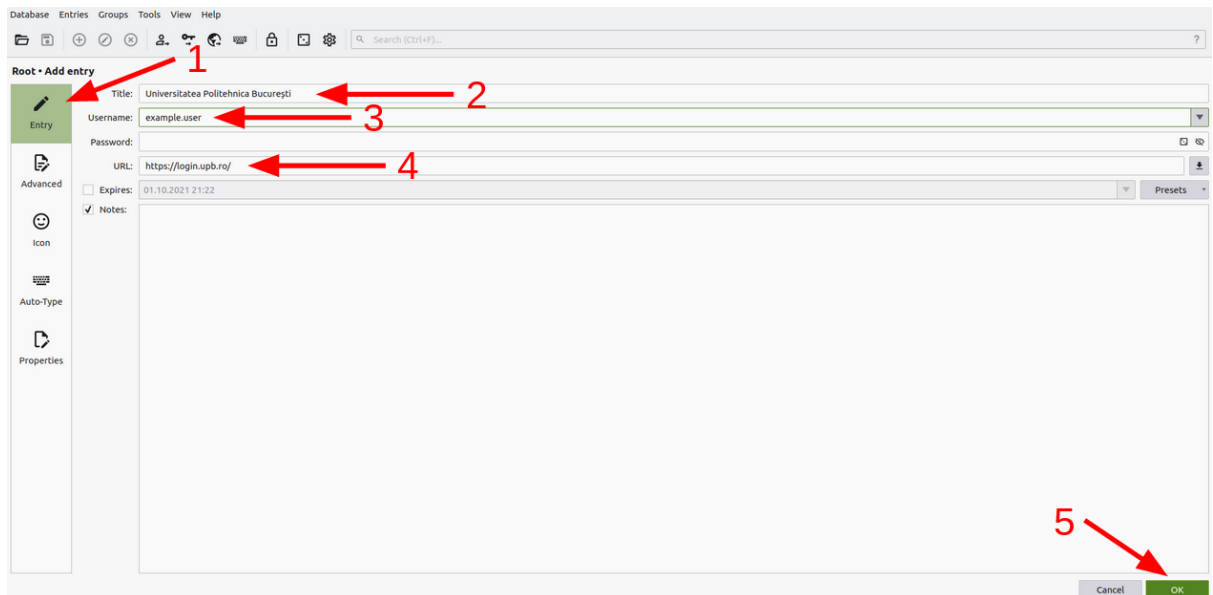 Database Entries Groups Tools View Help
Search (Ctrl+F)... ?
1
Root • Add entry
Title: Universitatea Politehnica București 2
Entry
Username: example.user 3
Password:
URL: https://login.upb.ro/ 4
Advanced
Expires: 01.10.2021 21:22 Presets
Notes:
Icon
Auto-Type
Properties
5
Cancel OK